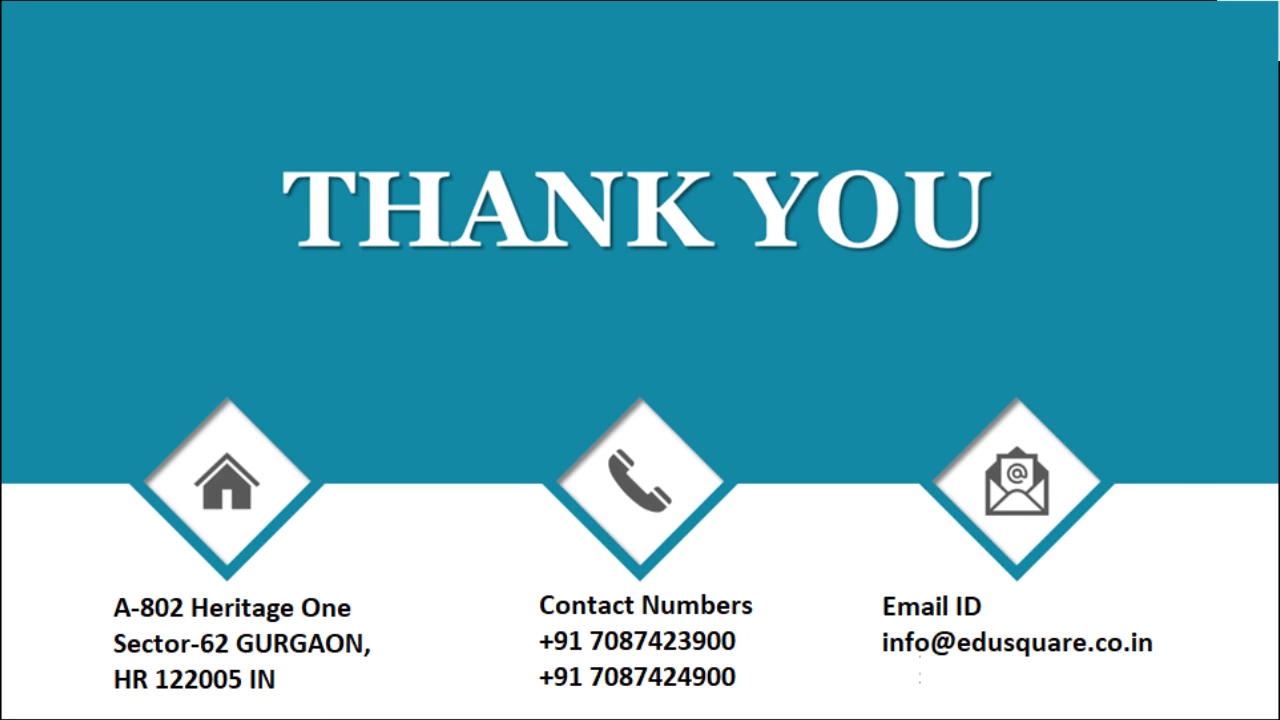 THANK YOU
A-802 Heritage One
Sector-62 GURGAON,
HR 122005 IN
Contact Numbers
+91 7087423900
+91 7087424900
Email ID
info@edusquare.co.in